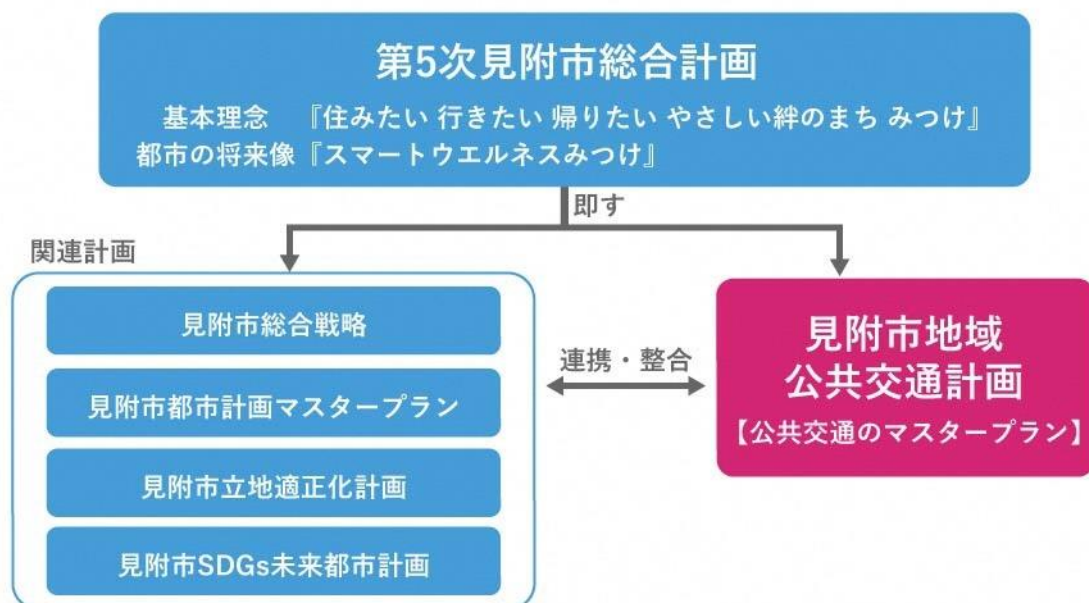 第5次見附市総合計画
基本理念 『住みたい 行きたい 帰りたい やさしい絆のまち みつけ』
都市の将来像『スマートウエルネスみつけ』
即す
関連計画
見附市総合戦略
見附市都市計画マスタープラン
見附市立地適正化計画
見附市SDGs未来都市計画
連携・整合
見附市地域
公共交通計画
【公共交通のマスタープラン】